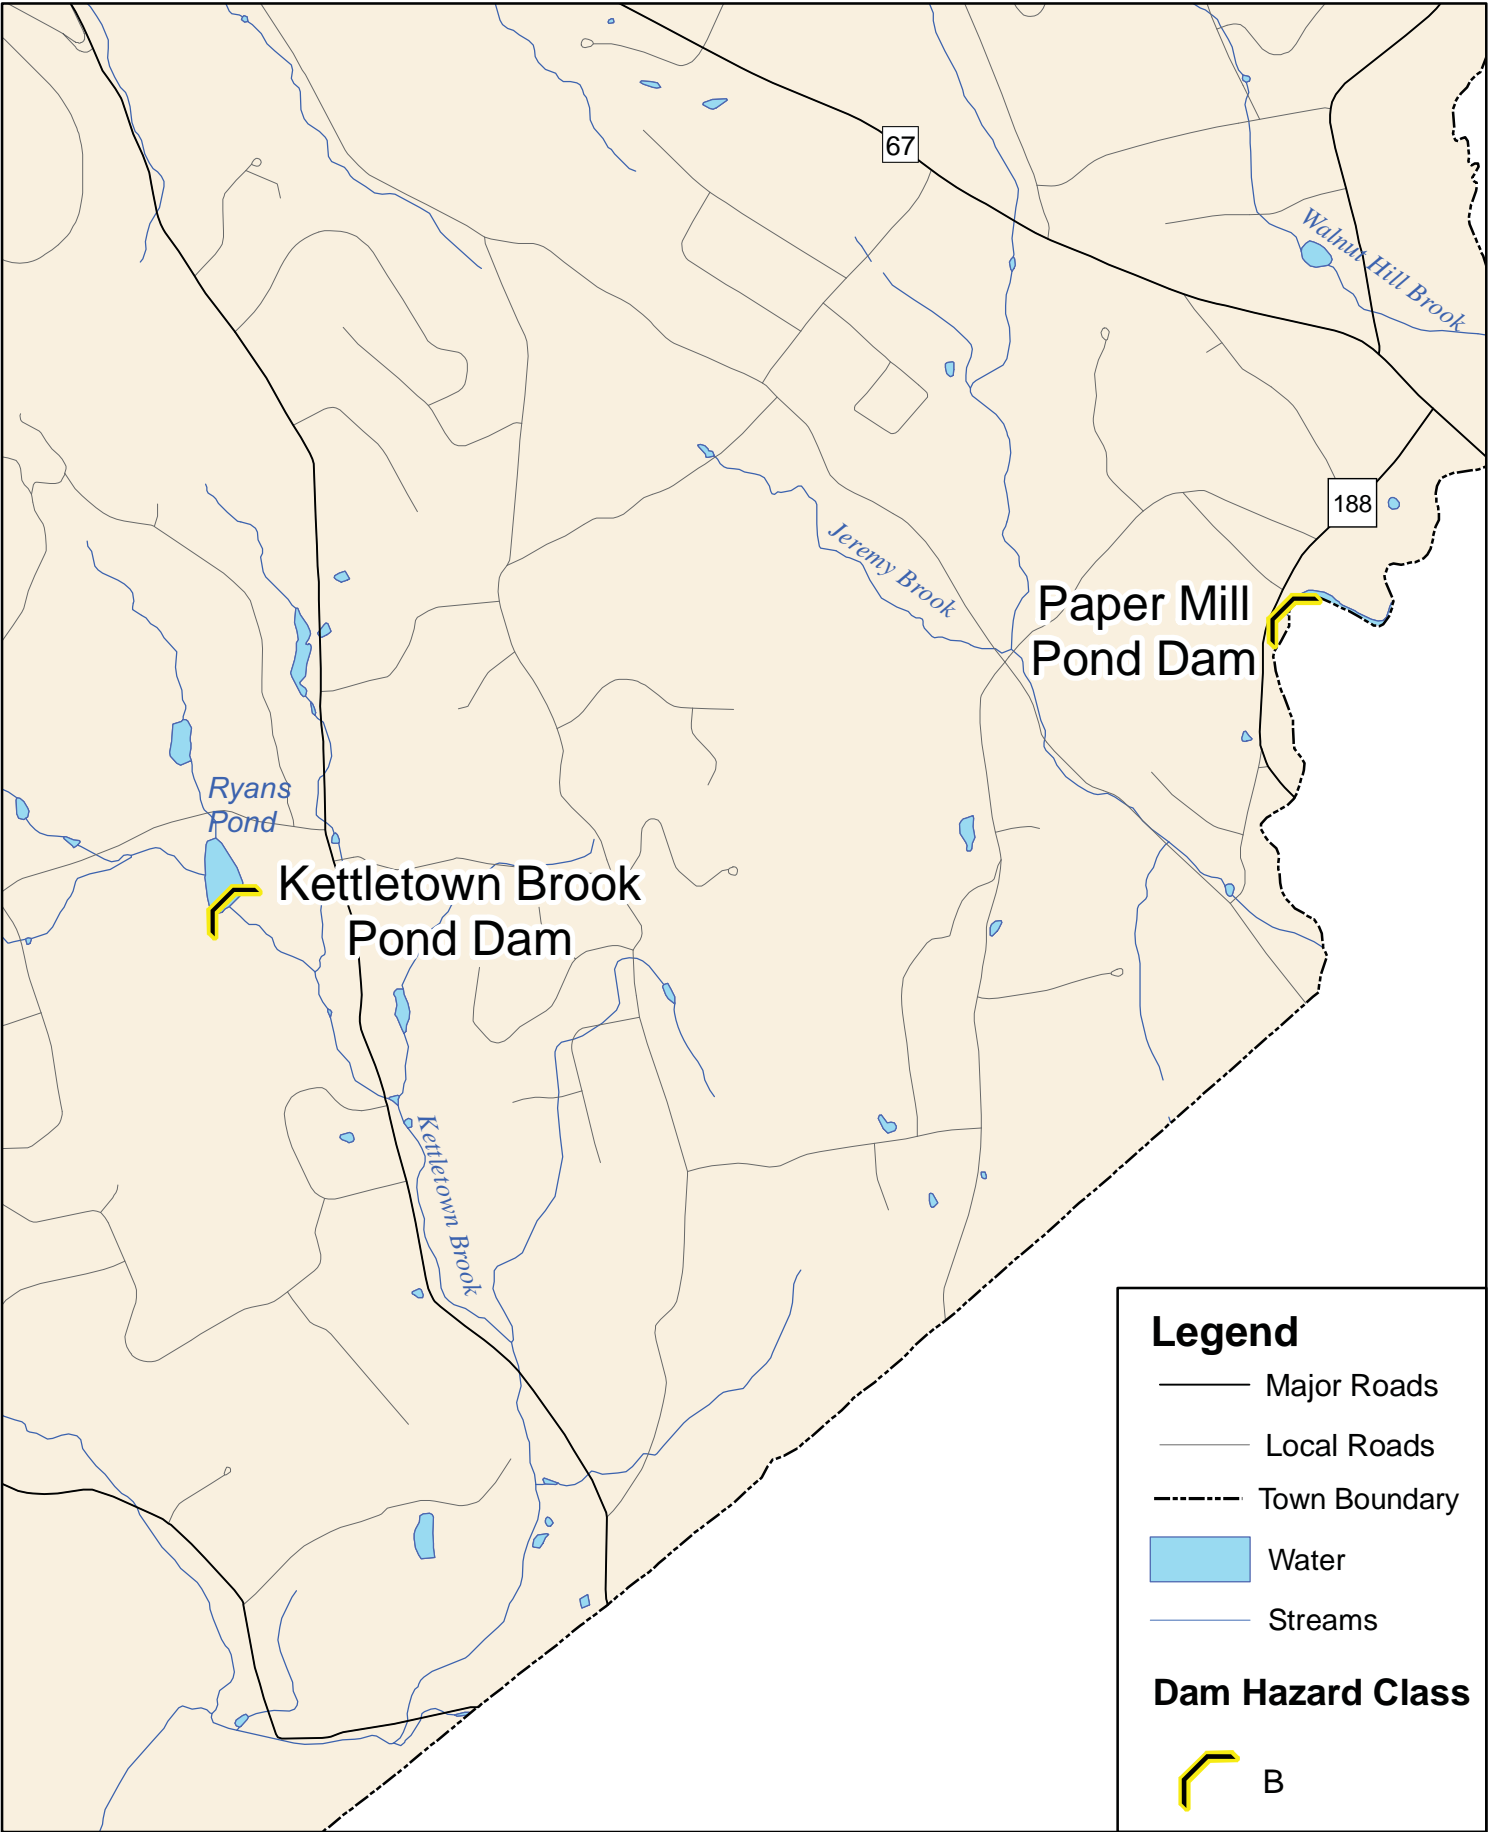 67
Walnut Hill Brook
188
Jeremy Brook
Paper Mill
Pond Dam
Ryans
Pond
Kettletown Brook
Pond Dam
Kettletown Brook
Legend
Major Roads
Local Roads
Town Boundary
Water
Streams
Dam Hazard Class
B